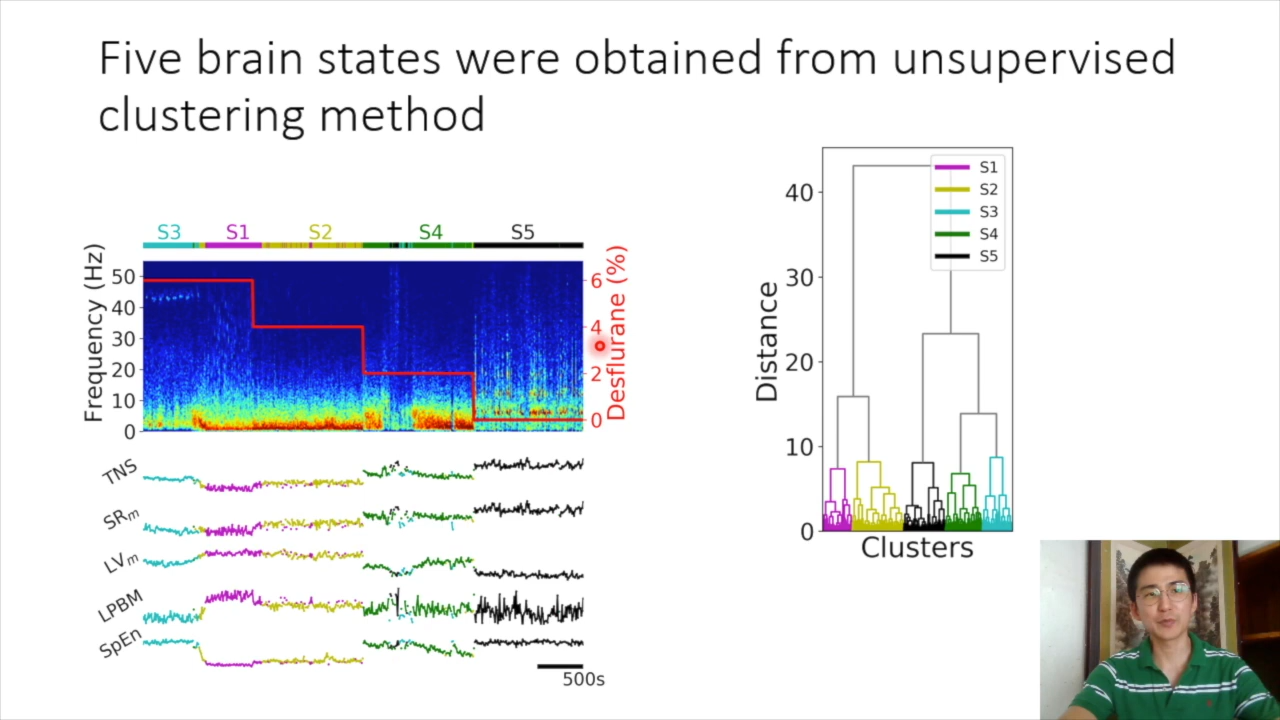 Five brain states were obtained from unsupervised
clustering method
S3 S1 S2 S4 S5
Frequency (Hz)
50
40
30
20
10
0
6
4
2
0
Desflurane (%)
TNS
SRm
LVm
LPBM
SpEn
500s
Distance
40
30
20
10
0
S1
S2
S3
S4
S5
Clusters